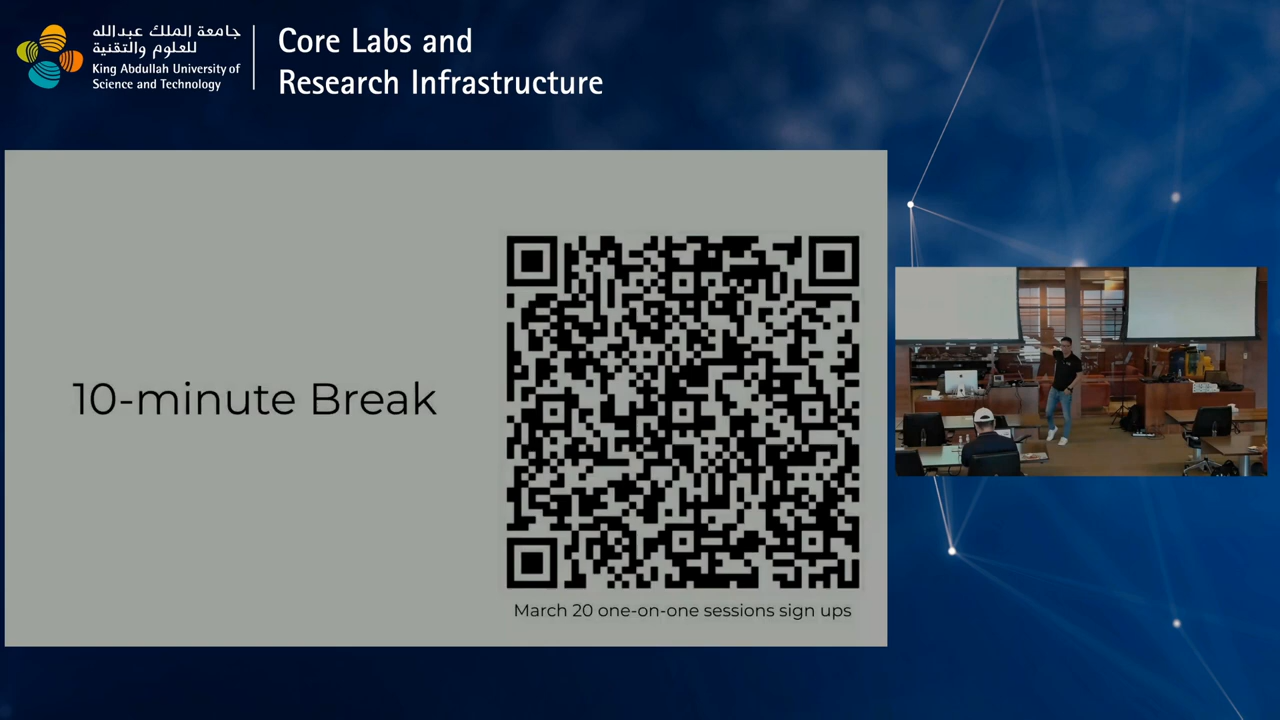 جامعة الملك عبدالله
للعلوم والتقنية
King Abdullah University of
Science and Technology
Core Labs and
Research Infrastructure
10-minute Break
March 20 one-on-one sessions sign ups